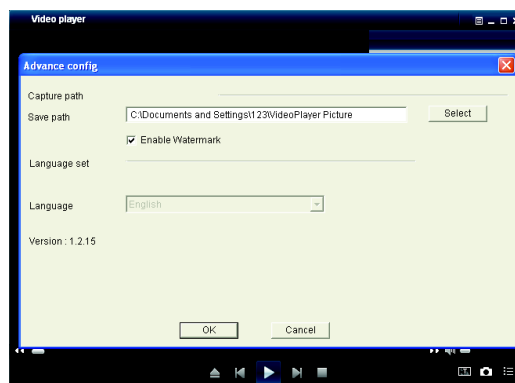 Video player
Advance config
Capture path
Save path C:\Documents and Settings\123\VideoPlayer Picture Select
Enable Watermark
Language set
Language English
Version : 1.2.15
OK Cancel